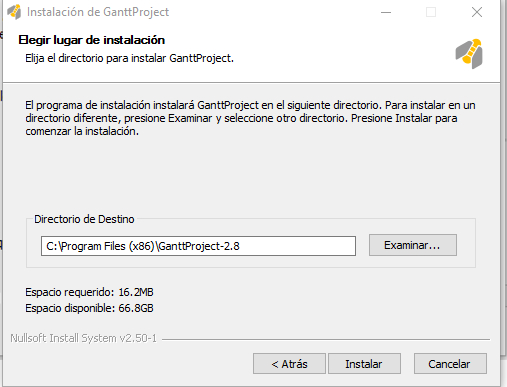 Instalación de GanttProject
Elegir lugar de instalación
Elija el directorio para instalar GanttProject.
El programa de instalación instalará GanttProject en el siguiente directorio. Para instalar en un
directorio diferente, presione Examinar y seleccione otro directorio. Presione Instalar para
comenzar la instalación.
Directorio de Destino
C:\Program Files (x86)\GanttProject-2.8
Examinar...
Espacio requerido: 16.2MB
Espacio disponible: 66.8GB
Nullsoft Install System v2.50-1
< Atrás
Instalar
Cancelar